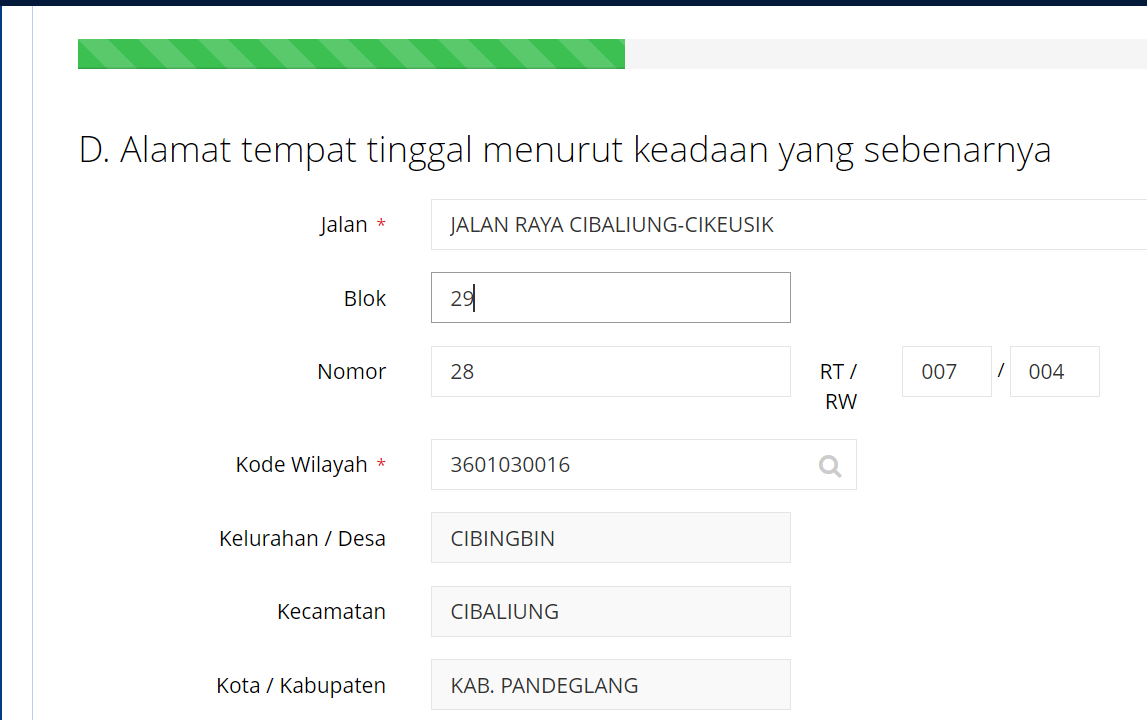 D. Alamat tempat tinggal menurut keadaan yang sebenarnya
Jalan * JALAN RAYA CIBALIUNG-CIKEUSIK
Blok 29
Nomor 28 RT / RW 007 / 004
Kode Wilayah * 3601030016
Kelurahan / Desa CIBINGBIN
Kecamatan CIBALIUNG
Kota / Kabupaten KAB. PANDEGLANG